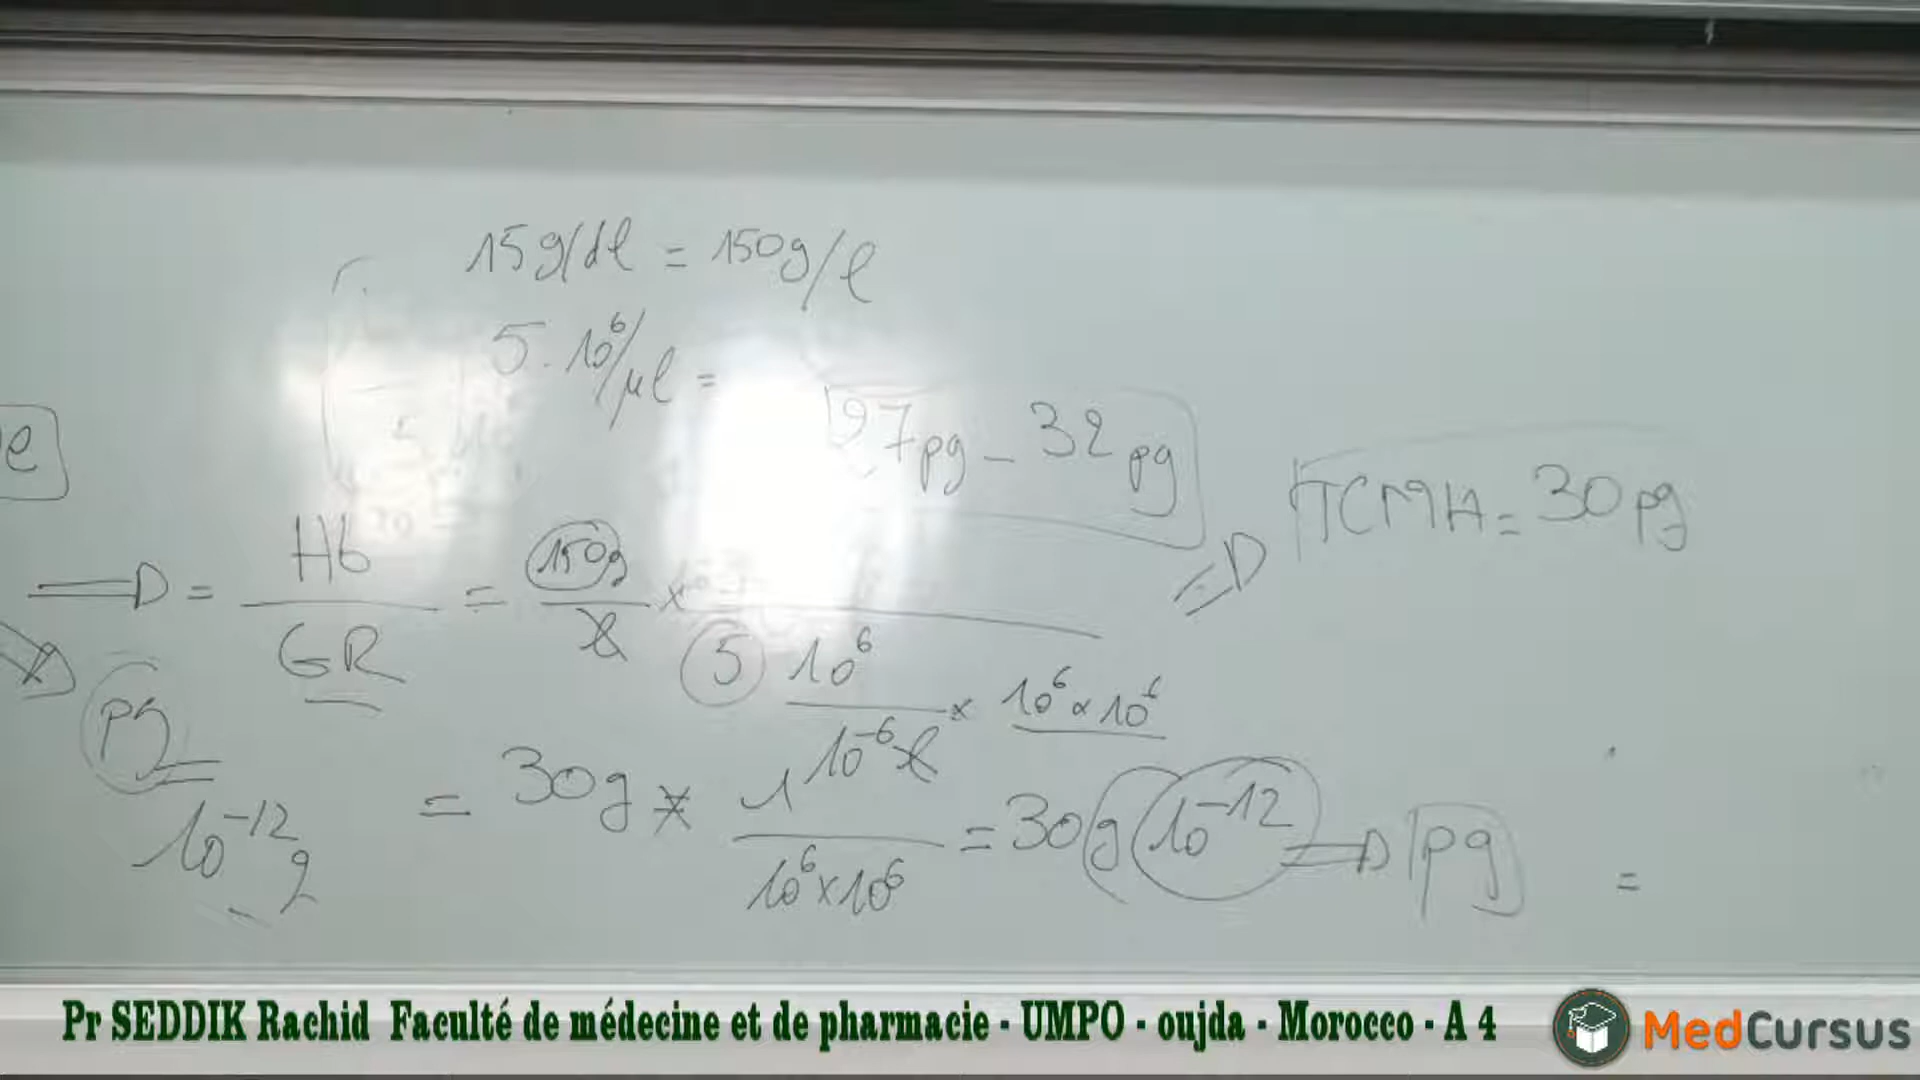 15g/dl = 150g/l
5.10⁶/µl =
27pg - 32pg
e
TCMH = 30pg
=> = Hb / GR = 150g / l ×
5 10⁶ / 10⁻⁶ l × 10⁶ × 10⁶
pg
10⁻¹² g
= 30g * 1 / 10⁶×10⁶ = 30g 10⁻¹² => pg =
Pr SEDDIK Rachid Faculté de médecine et de pharmacie - UMPO - oujda - Morocco - A 4
MedCursus